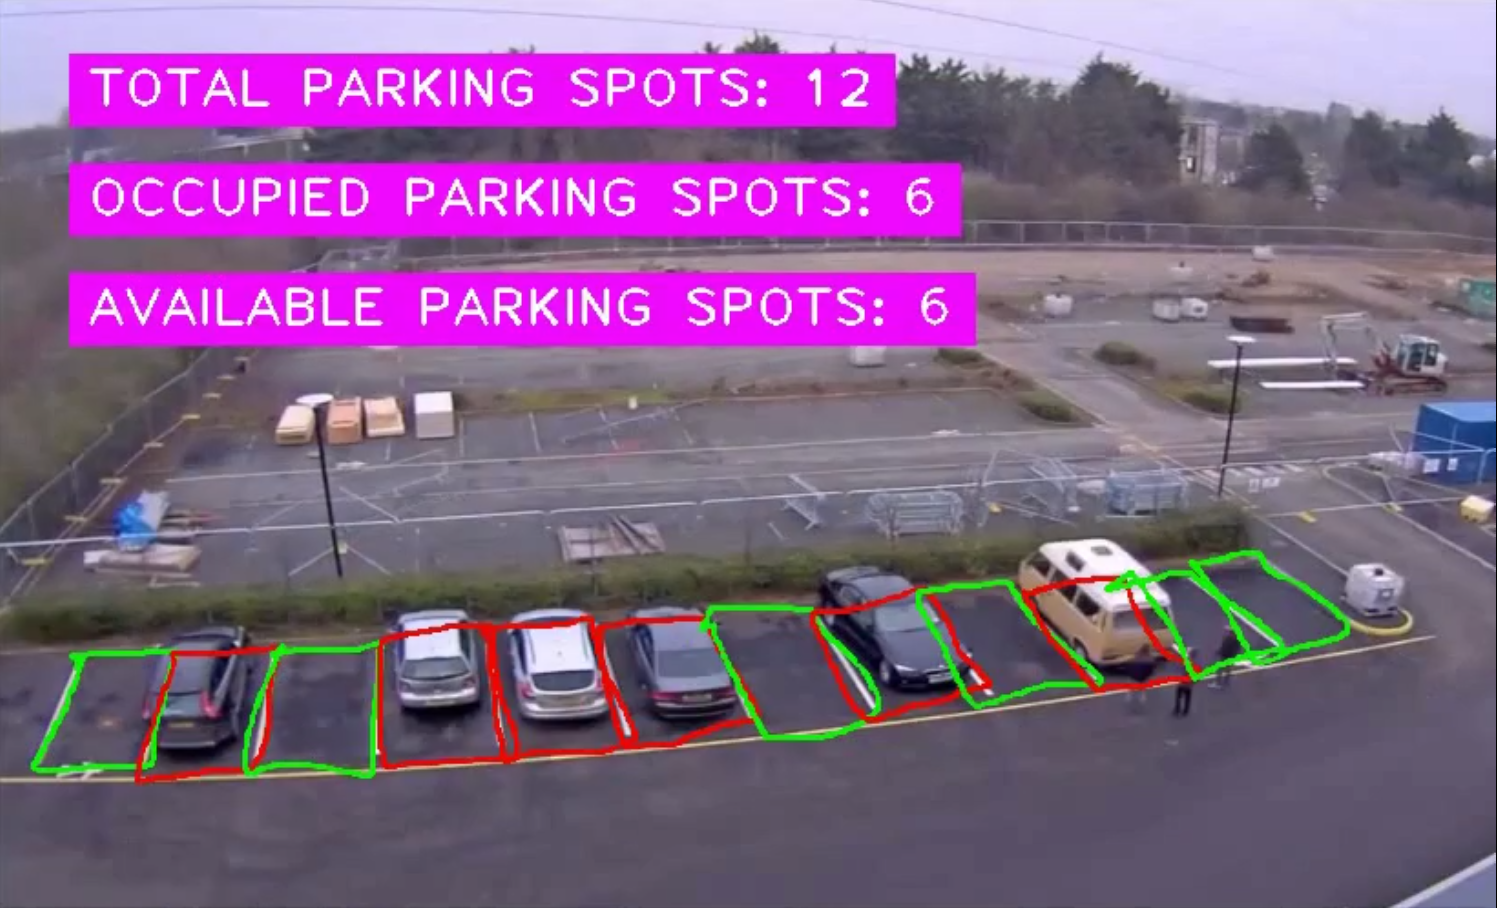 TOTAL PARKING SPOTS: 12
OCCUPIED PARKING SPOTS: 6
AVAILABLE PARKING SPOTS: 6